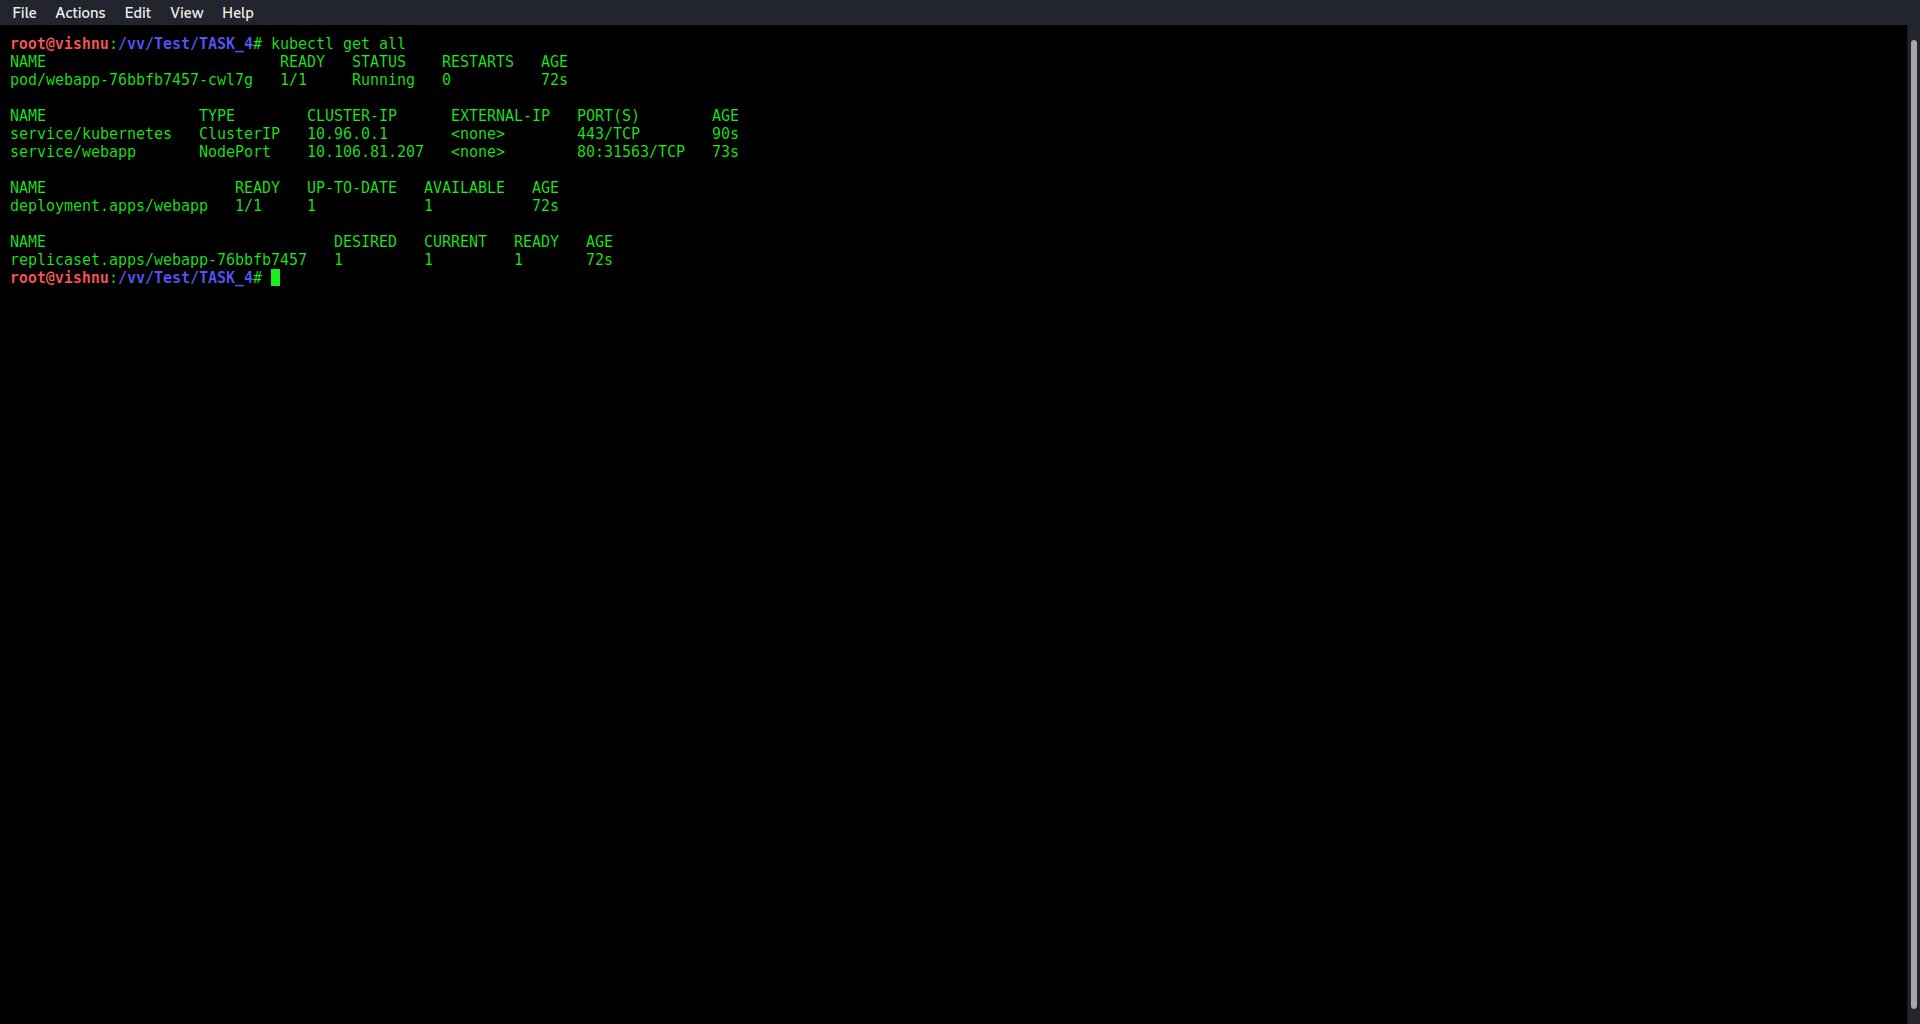 File Actions Edit View Help
root@vishnu:/vv/Test/TASK_4# kubectl get all
NAME                          READY   STATUS    RESTARTS   AGE
pod/webapp-76bbfb7457-cwl7g   1/1     Running   0          72s
NAME                 TYPE        CLUSTER-IP      EXTERNAL-IP   PORT(S)        AGE
service/kubernetes   ClusterIP   10.96.0.1       <none>        443/TCP        90s
service/webapp       NodePort    10.106.81.207   <none>        80:31563/TCP   73s
NAME                     READY   UP-TO-DATE   AVAILABLE   AGE
deployment.apps/webapp   1/1     1            1           72s
NAME                                DESIRED   CURRENT   READY   AGE
replicaset.apps/webapp-76bbfb7457   1         1         1       72s
root@vishnu:/vv/Test/TASK_4#